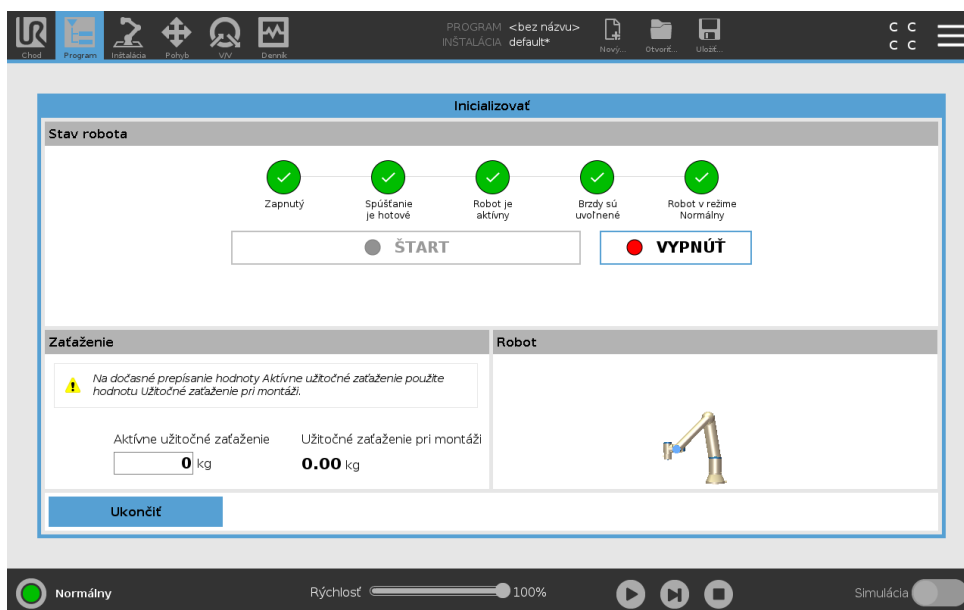 UR
Chod
Program
Inštalácia
Pohyb
V/V
Denník
PROGRAM <bez názvu>
INŠTALÁCIA default*
Nový...
Otvoriť...
Uložiť...
C C
C C
Inicializovať
Stav robota
Zapnutý
Spúšťanie
je hotové
Robot je
aktívny
Brzdy sú
uvoľnené
Robot v režime
Normálny
ŠTART
VYPNÚŤ
Zaťaženie
Robot
Na dočasné prepísanie hodnoty Aktívne užitočné zaťaženie použite
hodnotu Užitočné zaťaženie pri montáži.
Aktívne užitočné zaťaženie
Užitočné zaťaženie pri montáži
0 kg
0.00 kg
Ukončiť
Normálny
Rýchlosť
100%
Simulácia